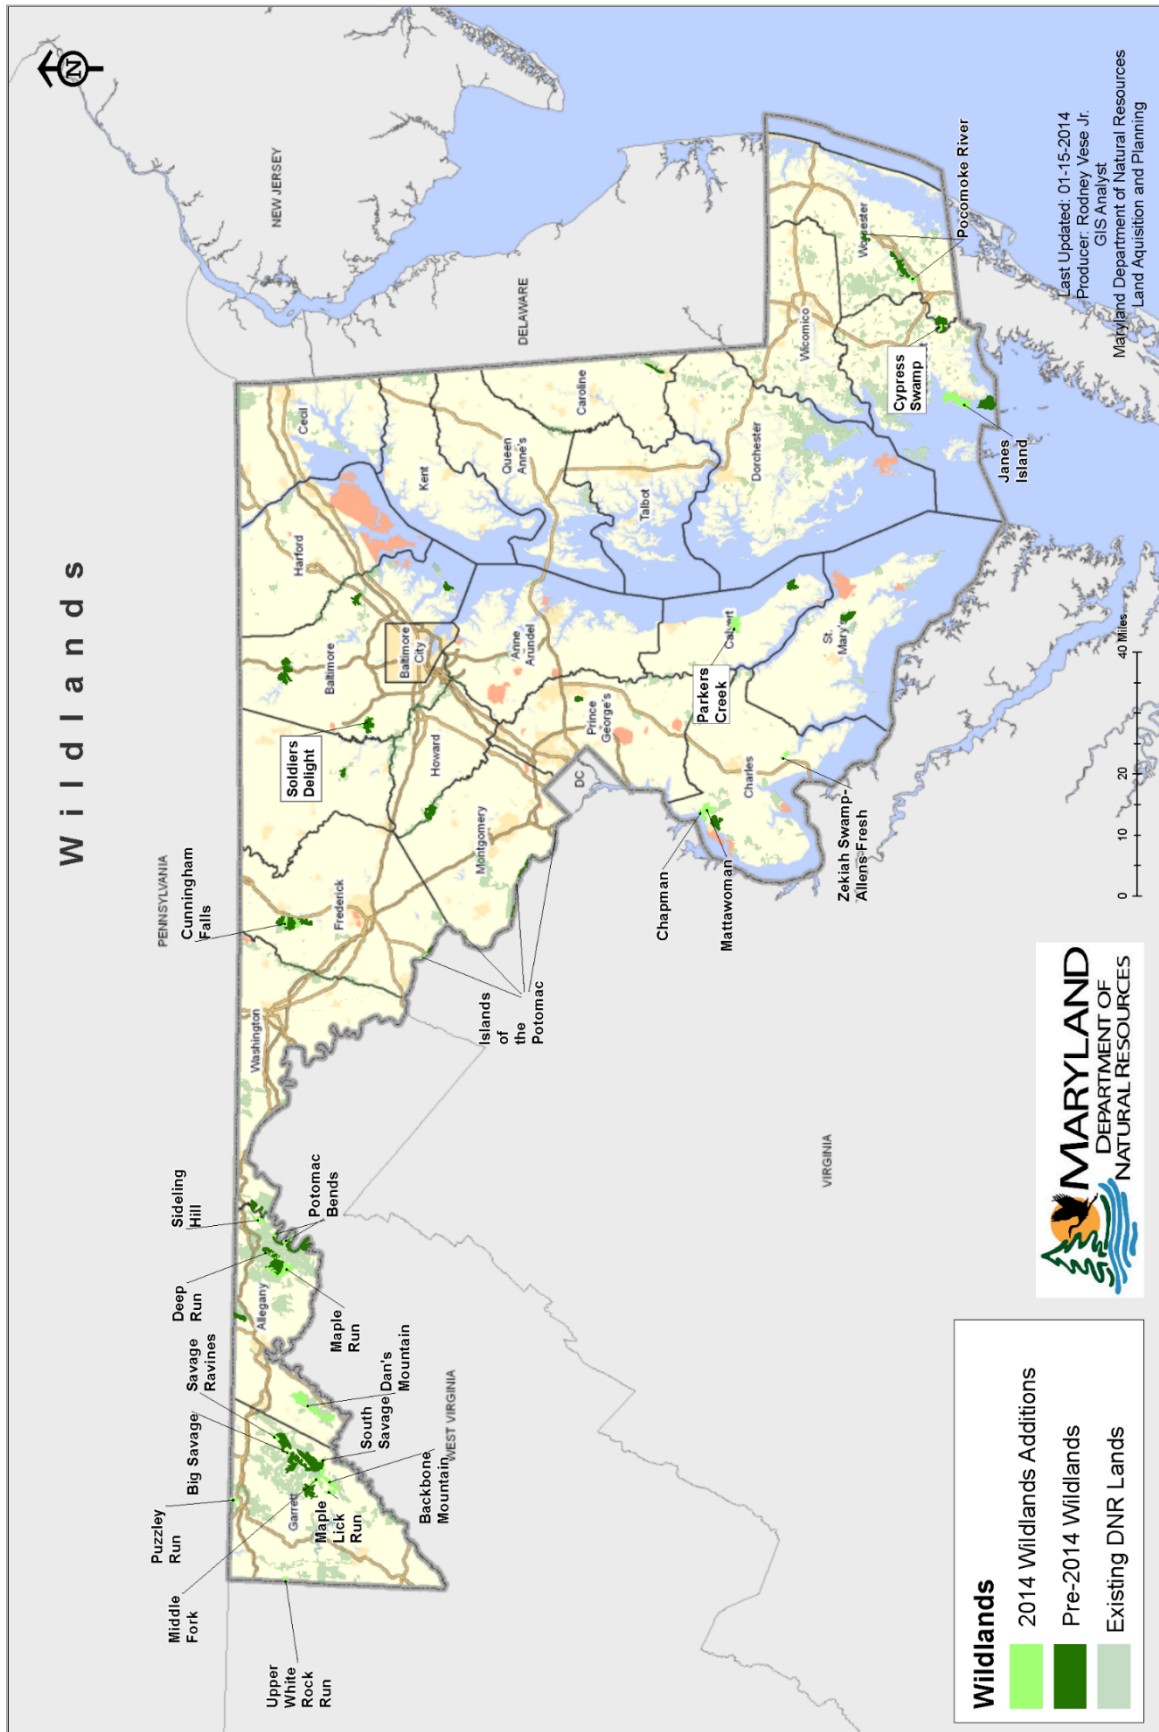 Wildlands
PENNSYLVANIA
NEW JERSEY
DELAWARE
VIRGINIA
WEST VIRGINIA
N
Puzzley
Run
Big Savage
Savage
Ravines
Deep
Run
Sideling
Hill
Cunningham
Falls
Soldiers
Delight
Middle
Fork
Upper
White
Rock
Run
Maple
Lick
Run
Backbone
Mountain
South
Savage
Dan's
Mountain
Maple
Run
Potomac
Bends
Islands
of
the
Potomac
Chapman
Mattawoman
Zekiah Swamp-
Allens Fresh
Parkers
Creek
Janes
Island
Cypress
Swamp
Pocomoke River
Garrett
Allegany
Washington
Frederick
Montgomery
Howard
Baltimore
Baltimore
City
Harford
Cecil
Kent
Queen
Anne's
Caroline
Talbot
Dorchester
Wicomico
Worcester
Anne
Arundel
Prince
George's
DC
Charles
Calvert
St.
Mary's
Wildlands
2014 Wildlands Additions
Pre-2014 Wildlands
Existing DNR Lands
MARYLAND
DEPARTMENT OF
NATURAL RESOURCES
0 10 20 40 Miles
Last Updated: 01-15-2014
Producer: Rodney Vese Jr.
GIS Analyst
Maryland Department of Natural Resources
Land Aquisition and Planning